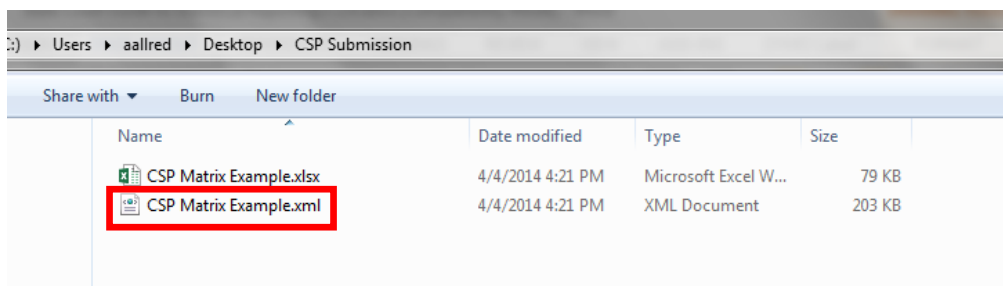 :) ▸ Users ▸ aallred ▸ Desktop ▸ CSP Submission
Share with Burn New folder
Name Date modified Type Size
CSP Matrix Example.xlsx 4/4/2014 4:21 PM Microsoft Excel W... 79 KB
CSP Matrix Example.xml 4/4/2014 4:21 PM XML Document 203 KB